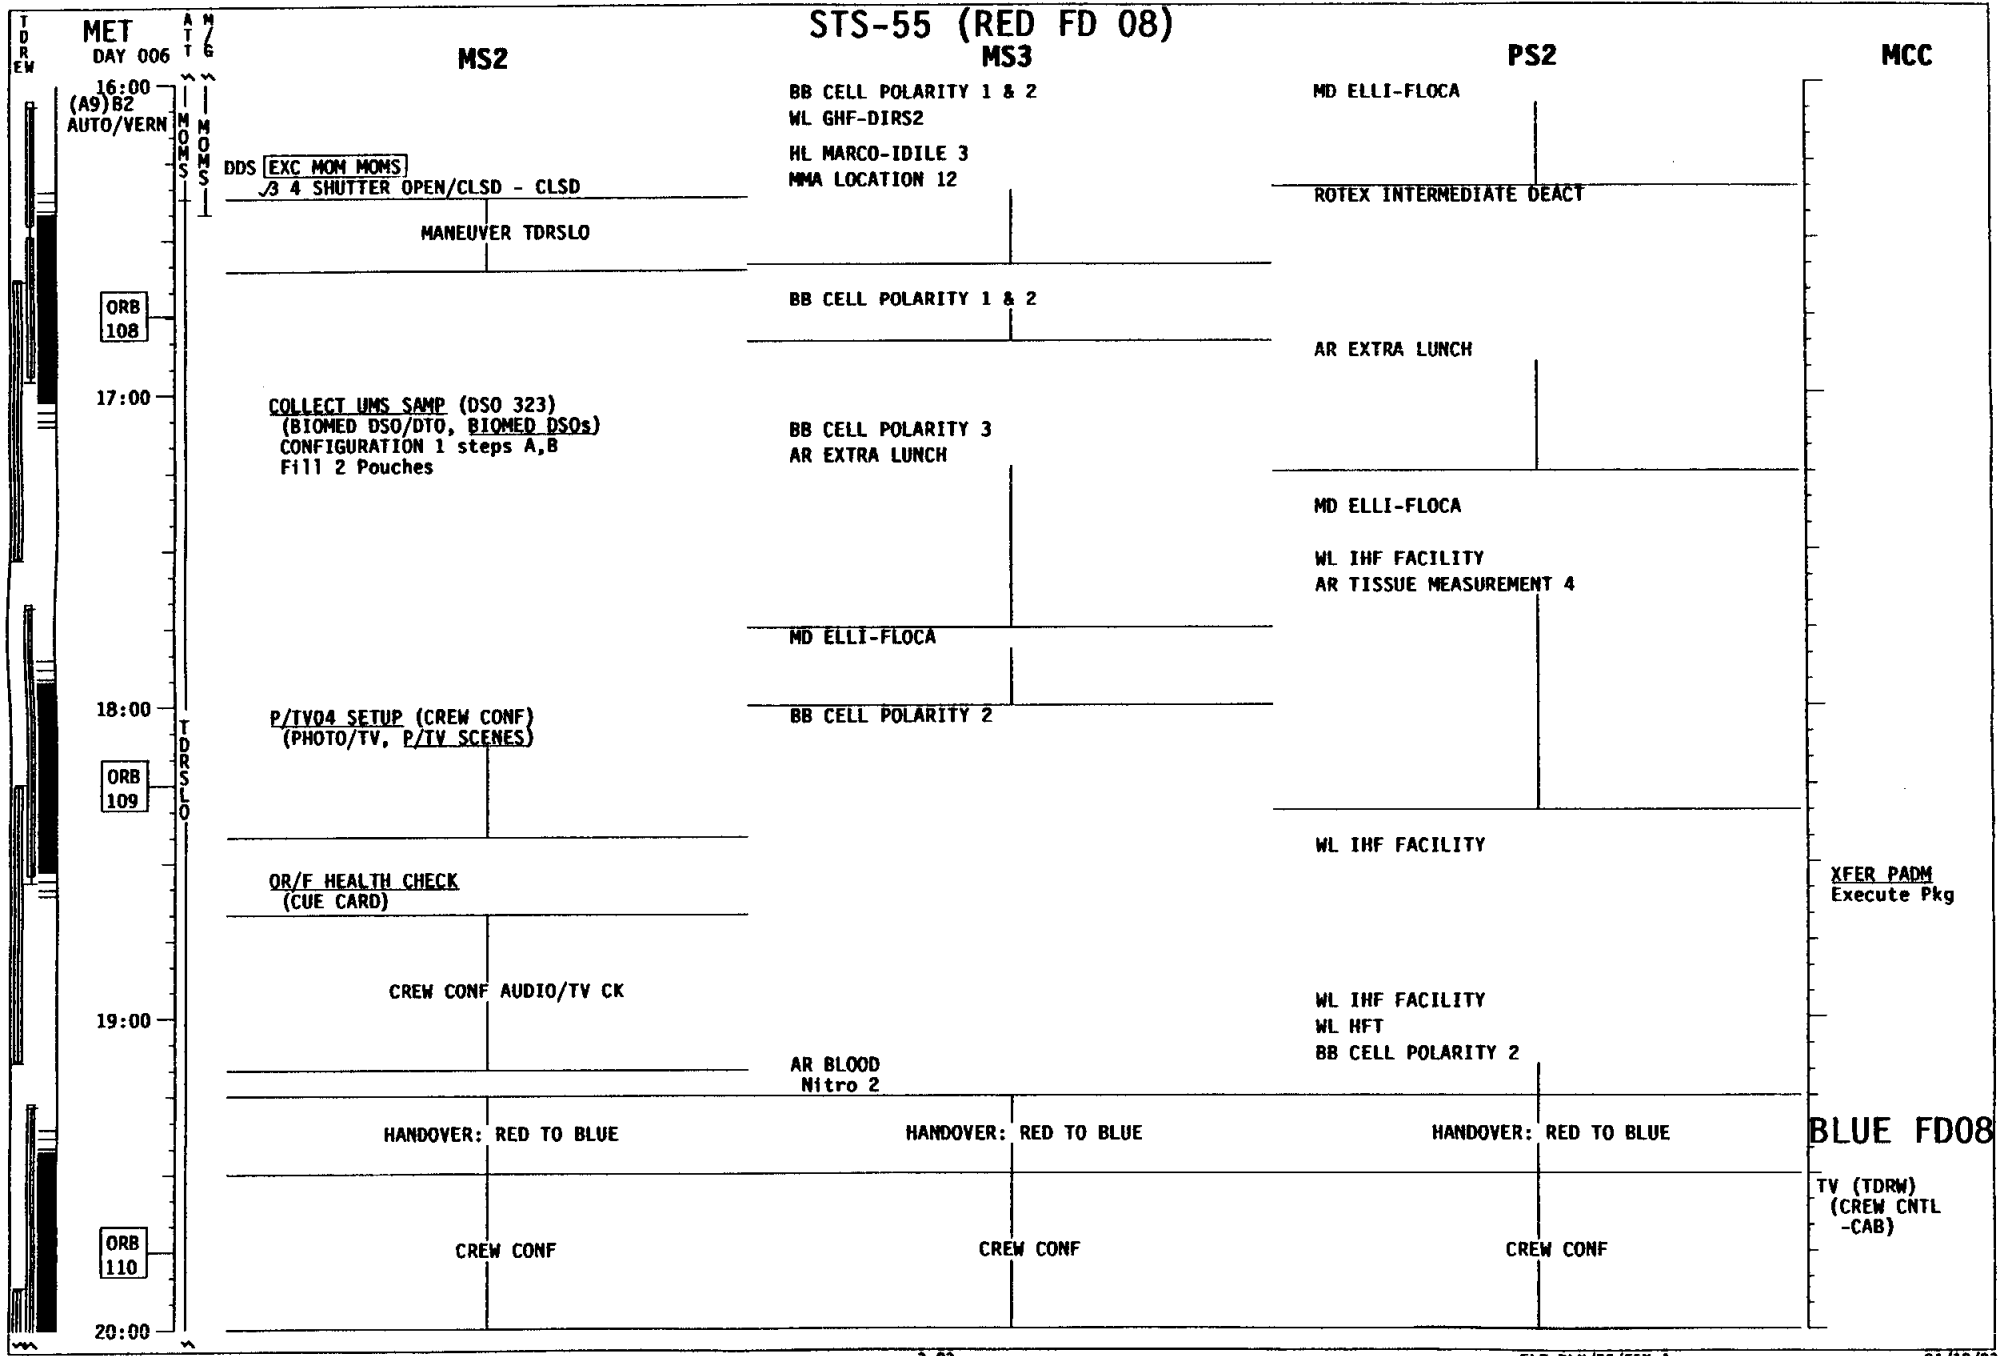 STS-55 (RED FD 08)
TDRE W
MET
DAY 006
ATT
M/G
MS2
MS3
PS2
MCC
16:00
(A9)B2
AUTO/VERN
MOMS
MOMS
DDS EXC MOM MOMS
√3 4 SHUTTER OPEN/CLSD - CLSD
MANEUVER TDRSLO
ORB
108
17:00
COLLECT UMS SAMP (DSO 323)
(BIOMED DSO/DTO, BIOMED DSOs)
CONFIGURATION 1 steps A,B
Fill 2 Pouches
18:00
TDRSLO
P/TV04 SETUP (CREW CONF)
(PHOTO/TV, P/TV SCENES)
ORB
109
OR/F HEALTH CHECK
(CUE CARD)
CREW CONF AUDIO/TV CK
19:00
HANDOVER: RED TO BLUE
CREW CONF
ORB
110
20:00
BB CELL POLARITY 1 & 2
WL GHF-DIRS2
HL MARCO-IDILE 3
MMA LOCATION 12
BB CELL POLARITY 1 & 2
BB CELL POLARITY 3
AR EXTRA LUNCH
MD ELLI-FLOCA
BB CELL POLARITY 2
AR BLOOD
Nitro 2
HANDOVER: RED TO BLUE
CREW CONF
MD ELLI-FLOCA
ROTEX INTERMEDIATE DEACT
AR EXTRA LUNCH
MD ELLI-FLOCA
WL IHF FACILITY
AR TISSUE MEASUREMENT 4
WL IHF FACILITY
WL IHF FACILITY
WL HFT
BB CELL POLARITY 2
HANDOVER: RED TO BLUE
CREW CONF
XFER PADM
Execute Pkg
BLUE FD08
TV (TDRW)
(CREW CNTL
-CAB)